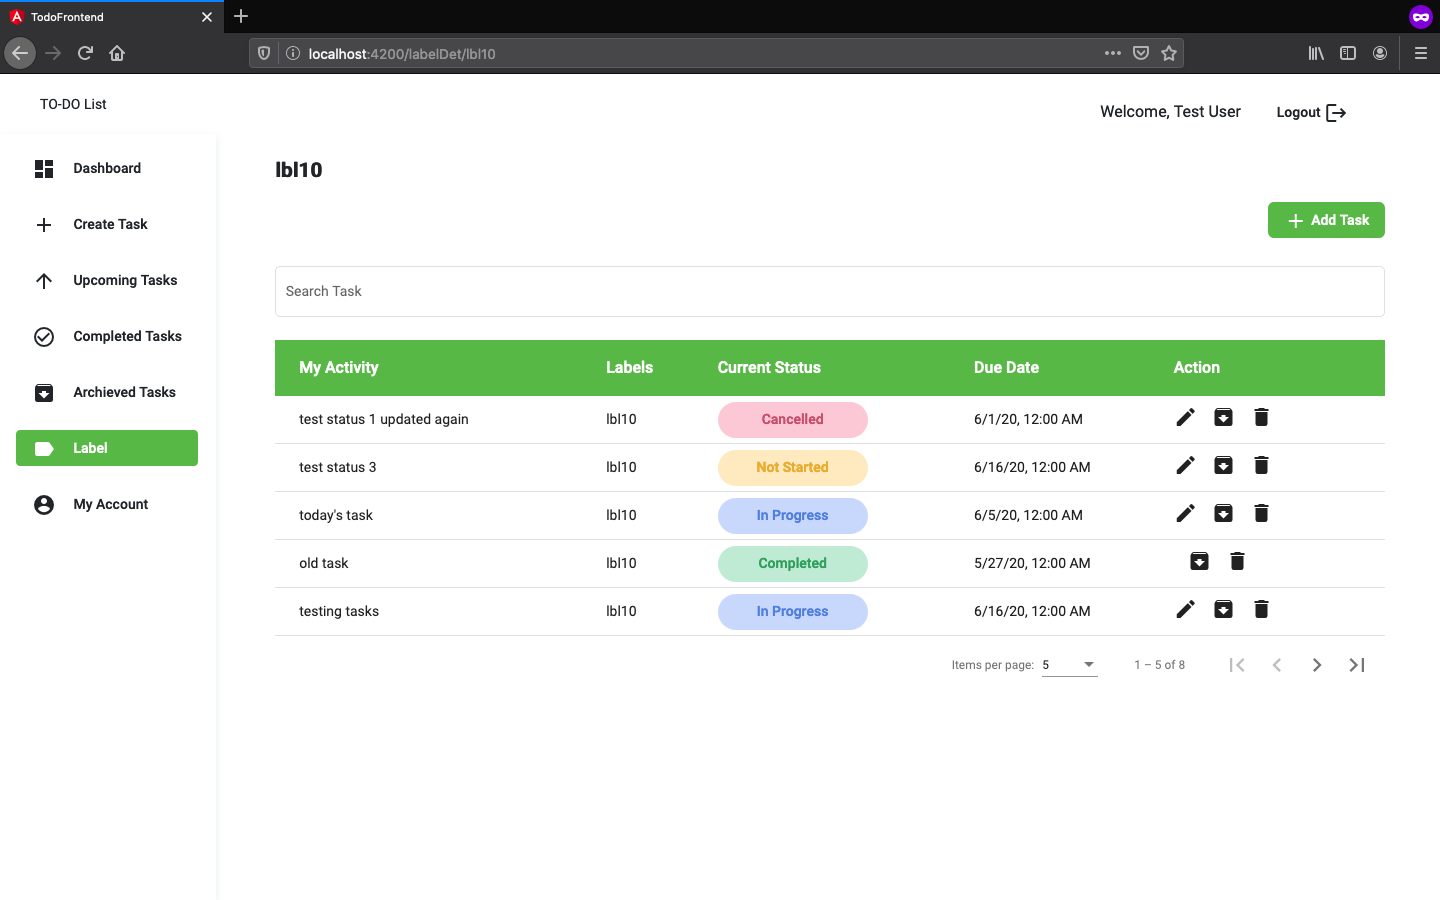 TodoFrontend
localhost:4200/labelDet/lbl10
TO-DO List
Welcome, Test User
Logout
Dashboard
Create Task
Upcoming Tasks
Completed Tasks
Archieved Tasks
Label
My Account
lbl10
Add Task
Search Task
My Activity Labels Current Status Due Date Action
test status 1 updated again lbl10 Cancelled 6/1/20, 12:00 AM
test status 3 lbl10 Not Started 6/16/20, 12:00 AM
today's task lbl10 In Progress 6/5/20, 12:00 AM
old task lbl10 Completed 5/27/20, 12:00 AM
testing tasks lbl10 In Progress 6/16/20, 12:00 AM
Items per page: 5 1 – 5 of 8